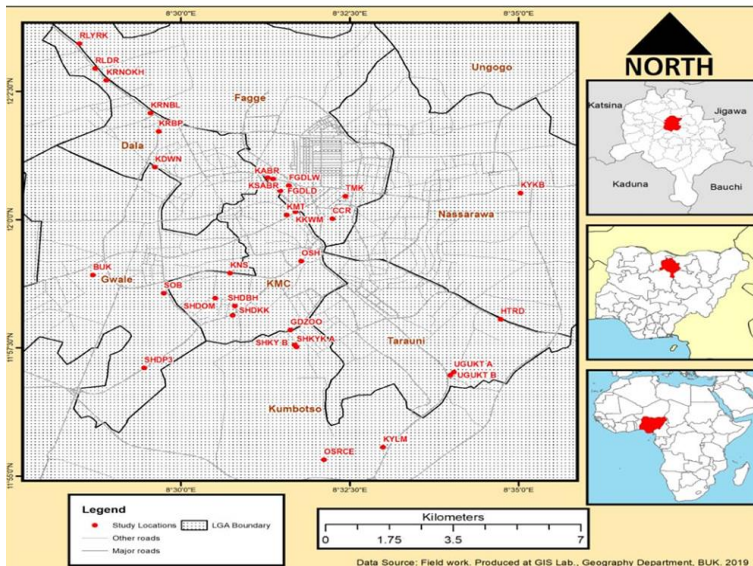 8°30'0"E 8°32'30"E 8°35'0"E
RLYRK
RLDR
KRNOKH
Ungogo
12°2'30"N
KRNBL
Fagge
KRBP
Dala
KDWN
KABR
FGDLW
KSABR
FGDLD
TMK
KYKB
KMT
CCR
Nassarawa
12°0'0"N
KKWM
OSH
BUK
KNS
Gwale
KMC
SOB
SHDOM
SHDBH
SHDKK
HTRD
GDZOO
Tarauni
SHKY B
SHKYK A
11°57'30"N
SHDP3
UGUKT A
UGUKT B
Kumbotso
KYLM
OSRCE
11°55'0"N
8°30'0"E 8°32'30"E 8°35'0"E
NORTH
Katsina
Jigawa
Kaduna
Bauchi
Legend
Study Locations LGA Boundary
Other roads
Major roads
Kilometers
0 1.75 3.5 7
Data Source: Field work. Produced at GIS Lab., Geography Department, BUK. 2019